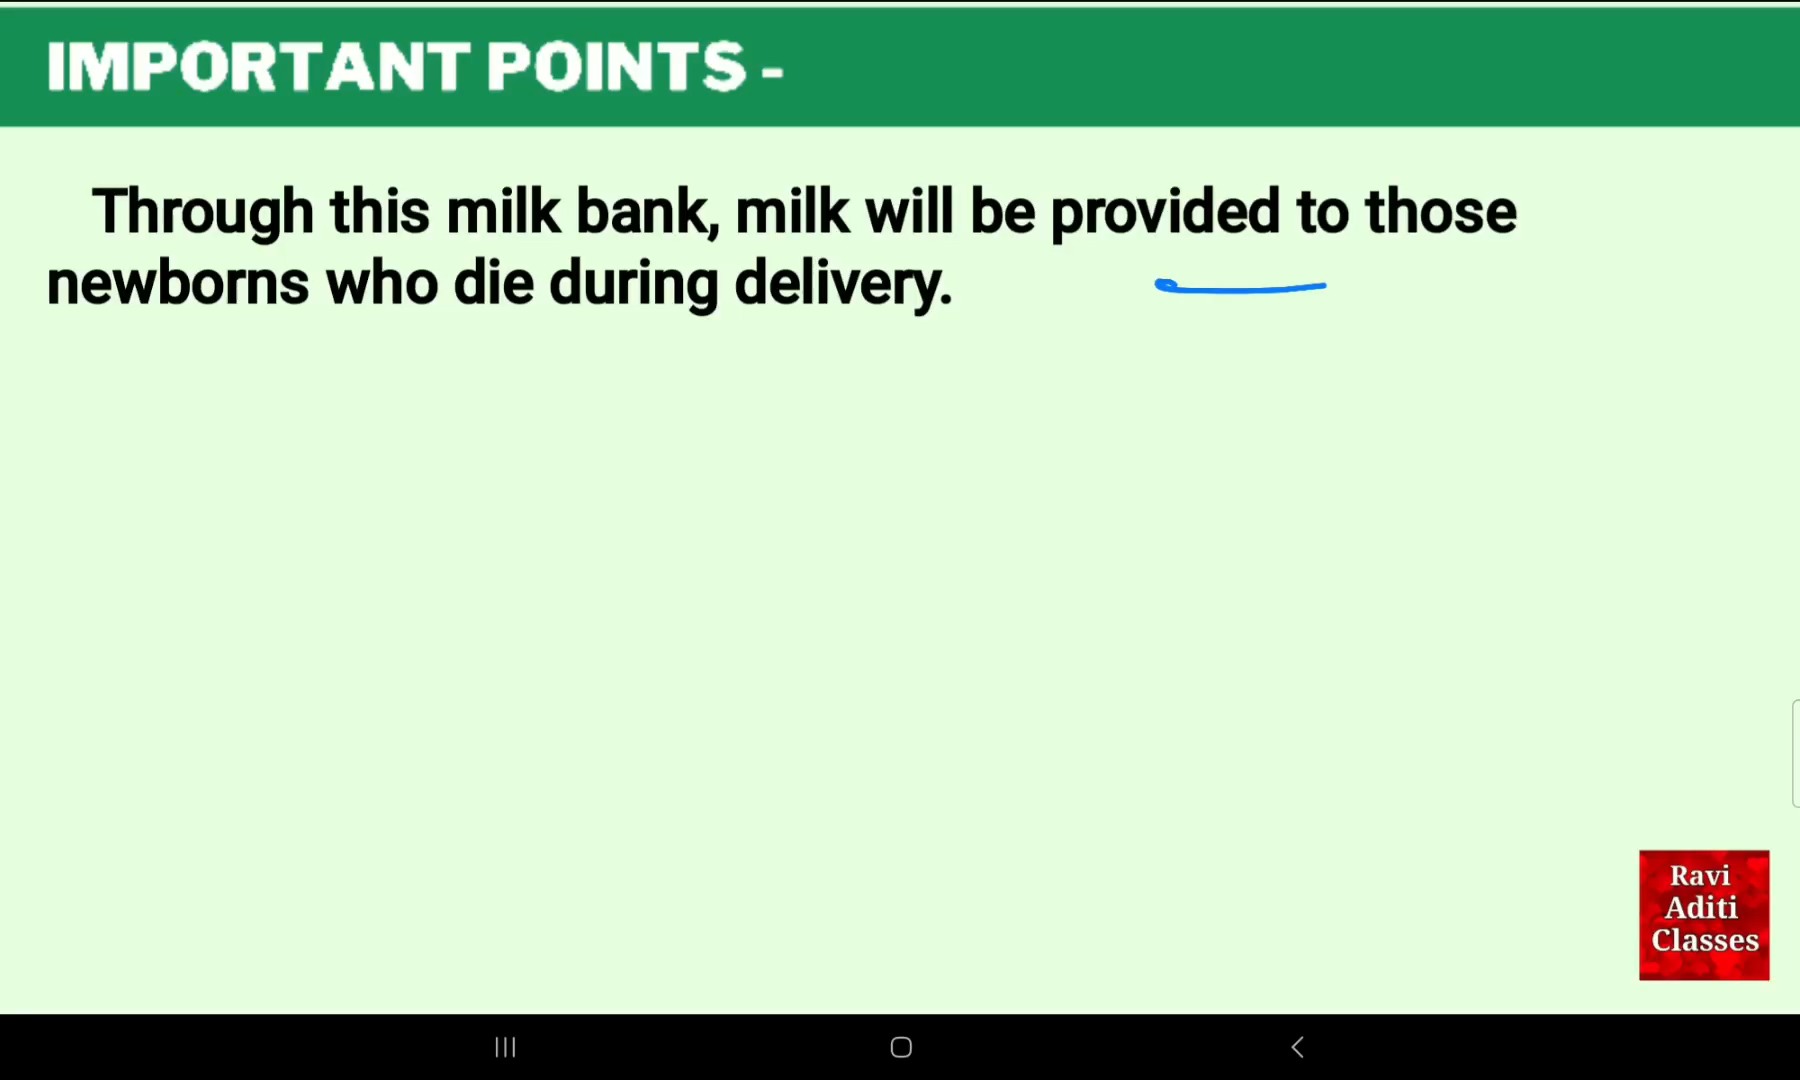 IMPORTANT POINTS -
Through this milk bank, milk will be provided to those
newborns who die during delivery.
Ravi
Aditi
Classes